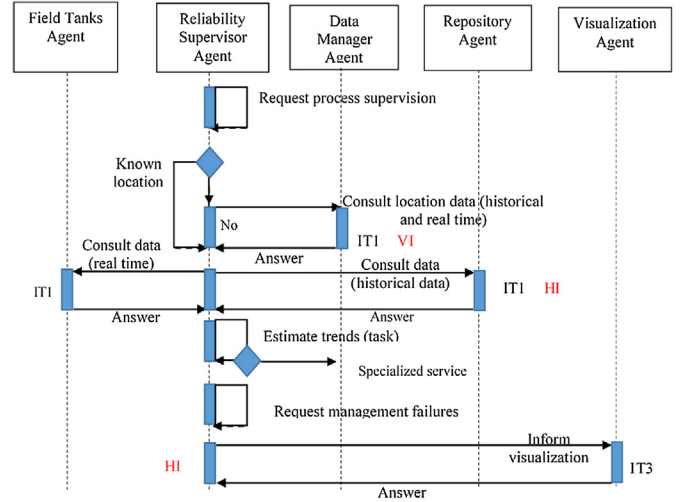 Field Tanks
Agent
Reliability
Supervisor
Agent
Data
Manager
Agent
Repository
Agent
Visualization
Agent
Request process supervision
Known
location
Consult location data (historical
and real time)
No
IT1 VI
Answer
Consult data
(real time)
Consult data
(historical data)
IT1
IT1 HI
Answer
Answer
Estimate trends (task)
Specialized service
Request management failures
Inform
visualization
HI
IT3
Answer